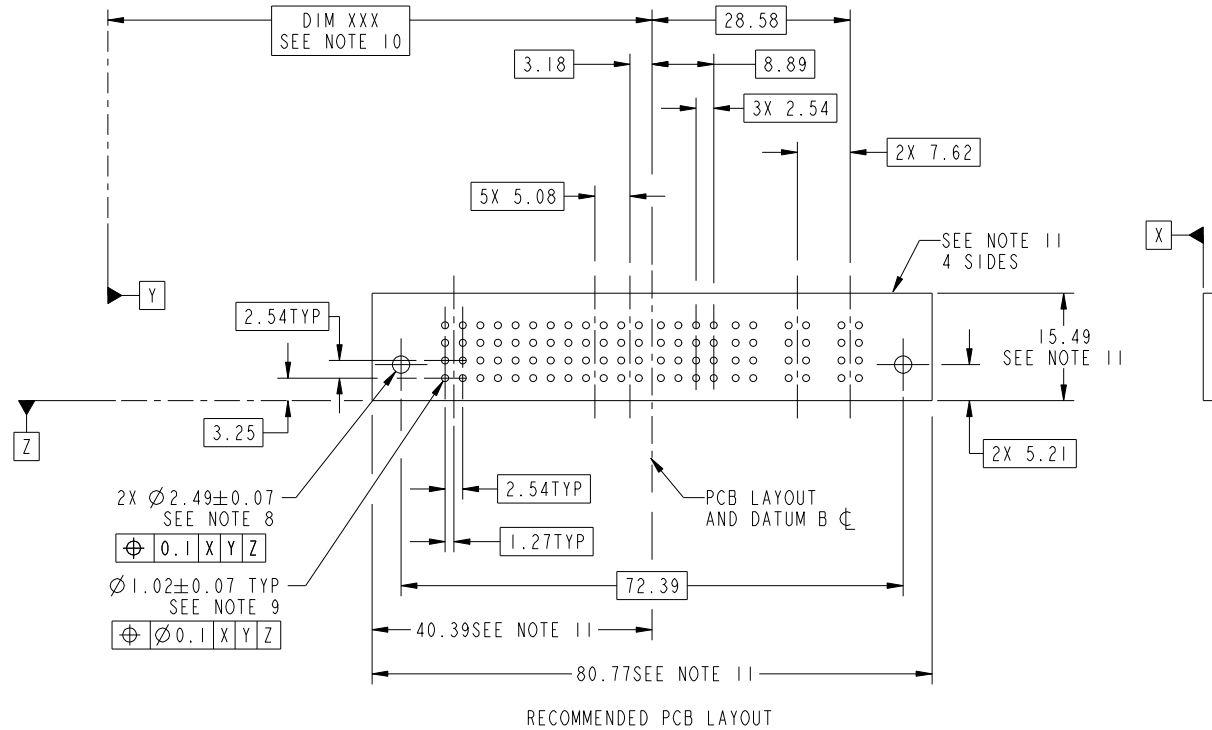 DIM XXX
SEE NOTE 10
28.58
3.18
8.89
3X 2.54
2X 7.62
5X 5.08
SEE NOTE 11
4 SIDES
X
Y
2.54TYP
15.49
SEE NOTE 11
3.25
Z
2X 5.21
2X Ø2.49±0.07
SEE NOTE 8
⌖ 0.1 X Y Z
2.54TYP
PCB LAYOUT
AND DATUM B ℄
1.27TYP
Ø1.02±0.07 TYP
SEE NOTE 9
⌖ Ø0.1 X Y Z
72.39
40.39SEE NOTE 11
80.77SEE NOTE 11
RECOMMENDED PCB LAYOUT